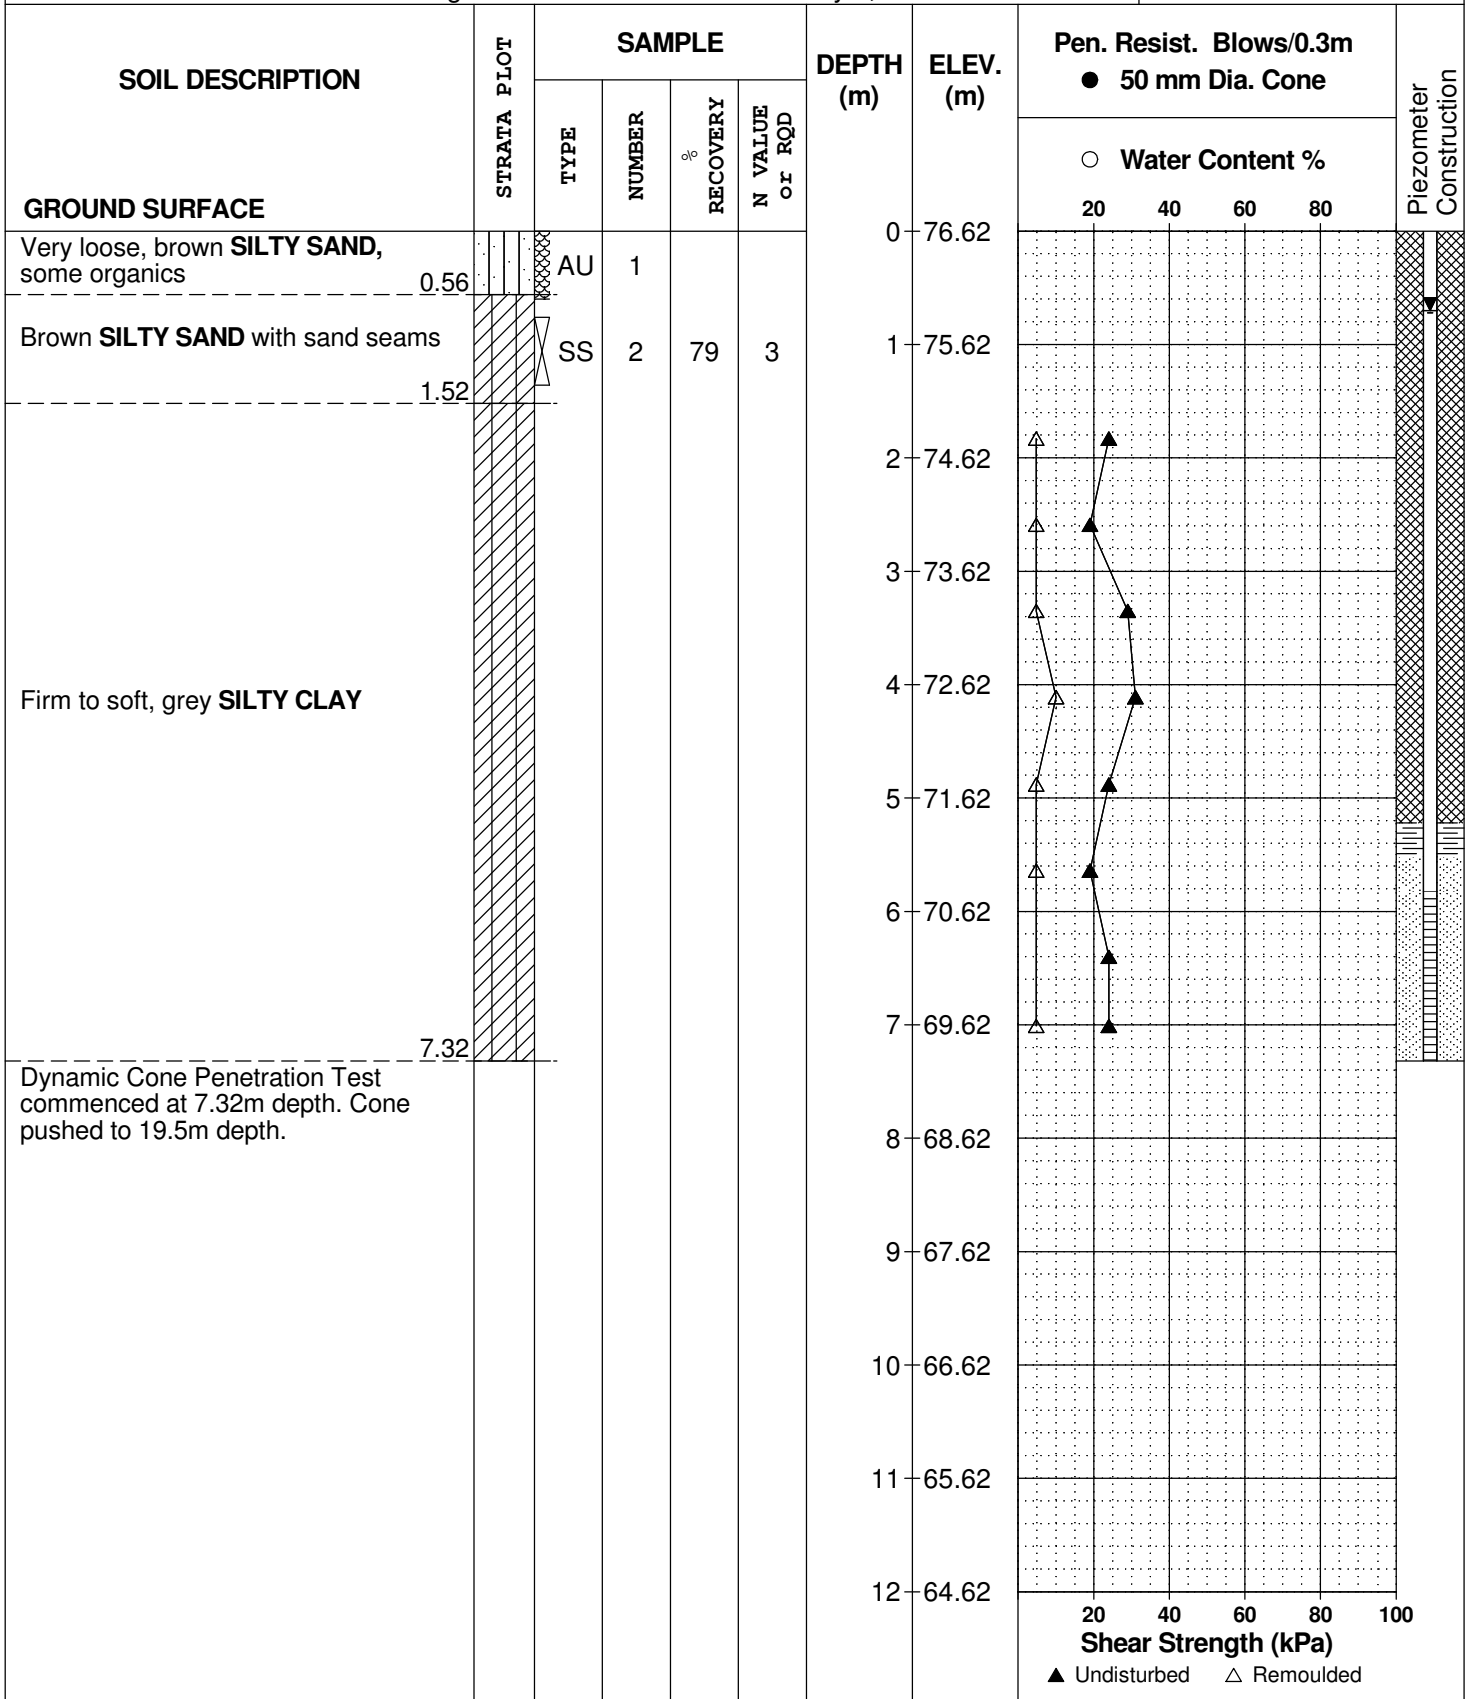 SOIL DESCRIPTION
GROUND SURFACE
STRATA PLOT
SAMPLE
TYPE
NUMBER
%
RECOVERY
N VALUE
or RQD
DEPTH
(m)
ELEV.
(m)
Pen. Resist. Blows/0.3m
● 50 mm Dia. Cone
○ Water Content %
20 40 60 80
Piezometer
Construction
0 76.62
Very loose, brown SILTY SAND,
some organics
0.56
AU 1
Brown SILTY SAND with sand seams
SS 2 79 3
1 75.62
1.52
2 74.62
3 73.62
4 72.62
Firm to soft, grey SILTY CLAY
5 71.62
6 70.62
7 69.62
7.32
Dynamic Cone Penetration Test
commenced at 7.32m depth. Cone
pushed to 19.5m depth.
8 68.62
9 67.62
10 66.62
11 65.62
12 64.62
20 40 60 80 100
Shear Strength (kPa)
▲ Undisturbed △ Remoulded